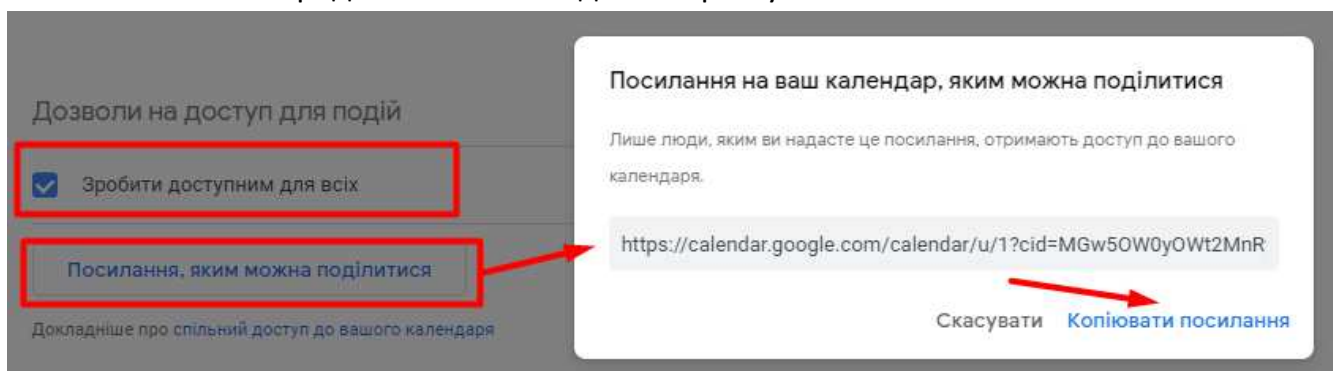 Дозволи на доступ для подій
Зробити доступним для всіх
Посилання, яким можна поділитися
Докладніше про спільний доступ до вашого календаря
Посилання на ваш календар, яким можна поділитися
Лише люди, яким ви надасте це посилання, отримають доступ до вашого
календаря.
https://calendar.google.com/calendar/u/1?cid=MGw5OW0yOWt2MnR
Скасувати Копіювати посилання